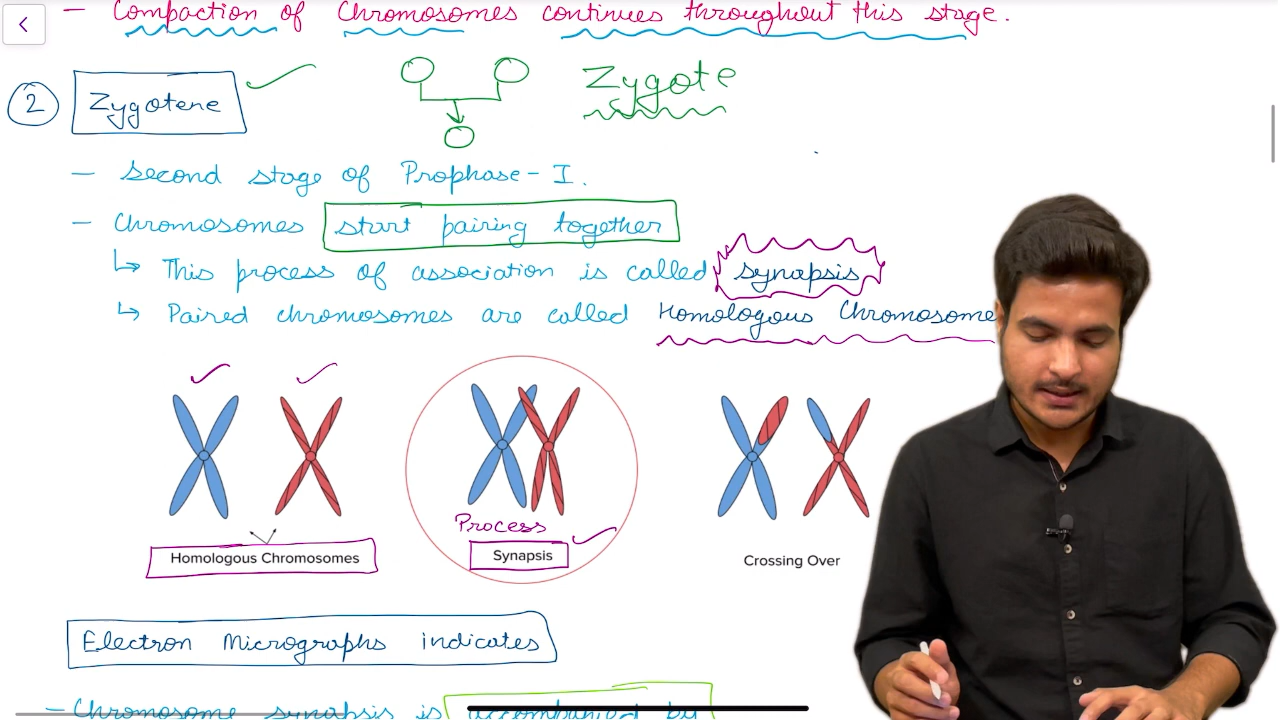 - Compaction of Chromosomes continues throughout this stage.
2 Zygotene
Zygote
- Second stage of Prophase - I.
- Chromosomes start pairing together
↳ This process of association is called synapsis
↳ Paired chromosomes are called Homologous Chromosome
Process
Homologous Chromosomes
Synapsis
Crossing Over
Electron Micrographs indicates
- Chromosome synapsis is accompanied by